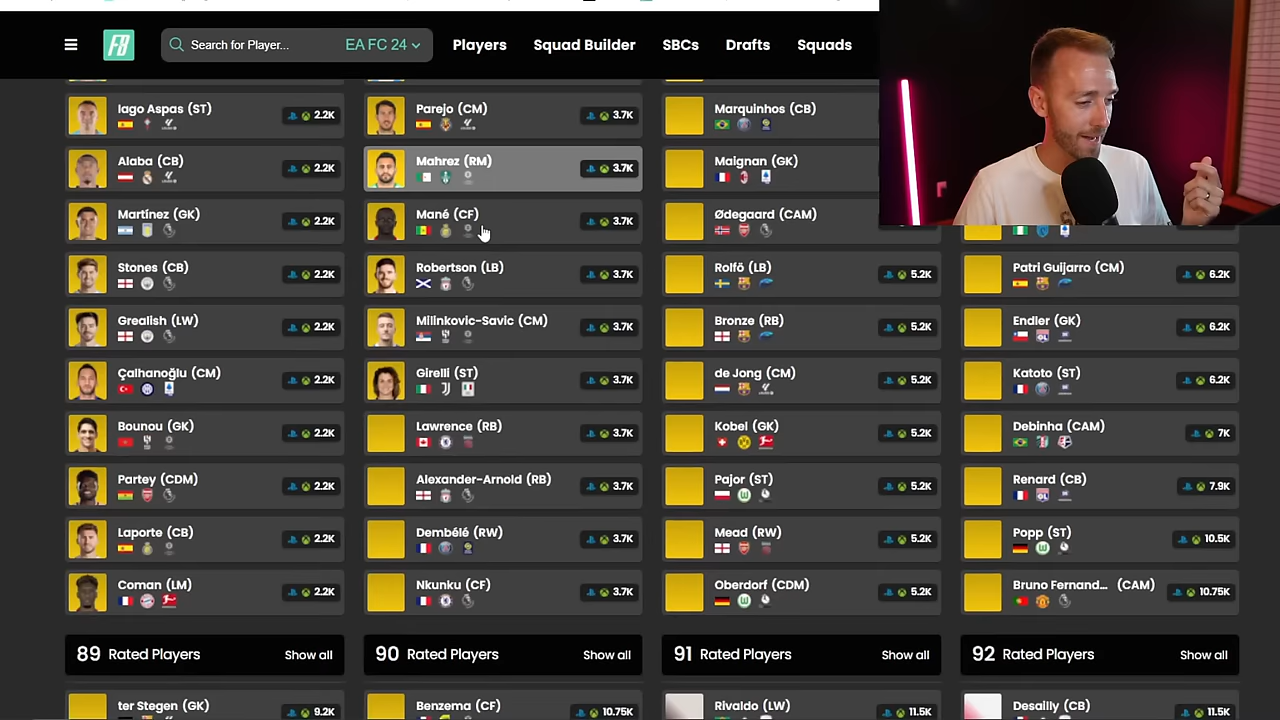 FB
Search for Player...
EA FC 24
Players
Squad Builder
SBCs
Drafts
Squads
Iago Aspas (ST)
2.2K
Alaba (CB)
2.2K
Martínez (GK)
2.2K
Stones (CB)
2.2K
Grealish (LW)
2.2K
Çalhanoğlu (CM)
2.2K
Bounou (GK)
2.2K
Partey (CDM)
2.2K
Laporte (CB)
2.2K
Coman (LM)
2.2K
89 Rated Players
Show all
ter Stegen (GK)
9.2K
Parejo (CM)
3.7K
Mahrez (RM)
3.7K
Mané (CF)
3.7K
Robertson (LB)
3.7K
Milinkovic-Savic (CM)
3.7K
Girelli (ST)
3.7K
Lawrence (RB)
3.7K
Alexander-Arnold (RB)
3.7K
Dembélé (RW)
3.7K
Nkunku (CF)
3.7K
90 Rated Players
Show all
Benzema (CF)
10.75K
Marquinhos (CB)
Maignan (GK)
Ødegaard (CAM)
Rolfö (LB)
5.2K
Bronze (RB)
5.2K
de Jong (CM)
5.2K
Kobel (GK)
5.2K
Pajor (ST)
5.2K
Mead (RW)
5.2K
Oberdorf (CDM)
5.2K
91 Rated Players
Show all
Rivaldo (LW)
11.5K
Patri Guijarro (CM)
6.2K
Endler (GK)
6.2K
Katoto (ST)
6.2K
Debinha (CAM)
7K
Renard (CB)
7.9K
Popp (ST)
10.5K
Bruno Fernand... (CAM)
10.75K
92 Rated Players
Show all
Desailly (CB)
11.5K